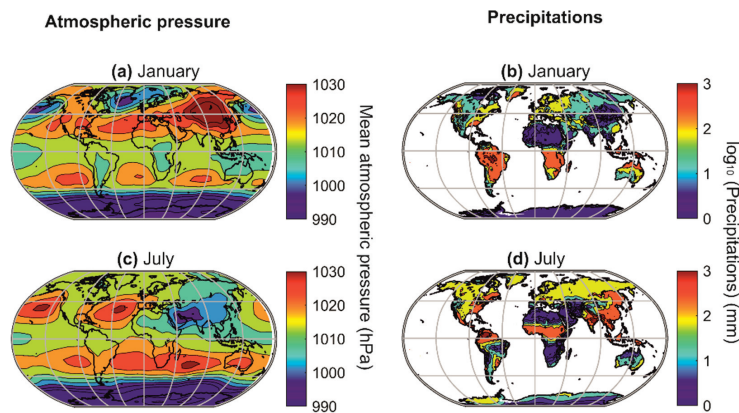 Atmospheric pressure
Precipitations
(a) January
(b) January
1030
1020
1010
1000
990
3
2
1
0
(c) July
(d) July
1030
1020
1010
1000
990
3
2
1
0
Mean atmospheric pressure (hPa)
log₁₀ (Precipitations) (mm)